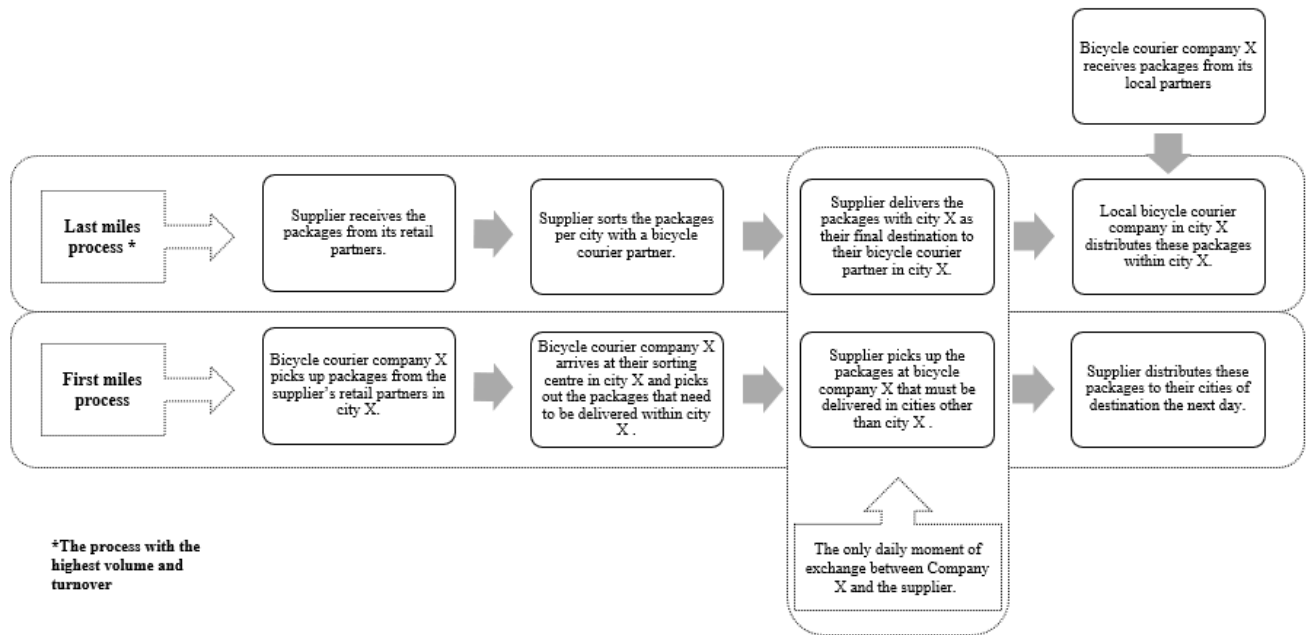 Bicycle courier company X
receives packages from its
local partners
Last miles
process *
Supplier receives the
packages from its retail
partners.
Supplier sorts the packages
per city with a bicycle
courier partner.
Supplier delivers the
packages with city X as
their final destination to
their bicycle courier
partner in city X.
Local bicycle courier
company in city X
distributes these packages
within city X.
First miles
process
Bicycle courier company X
picks up packages from the
supplier's retail partners in
city X.
Bicycle courier company X
arrives at their sorting
centre in city X and picks
out the packages that need
to be delivered within city
X .
Supplier picks up the
packages at bicycle
company X that must be
delivered in cities other
than city X .
Supplier distributes these
packages to their cities of
destination the next day.
*The process with the
highest volume and
turnover
The only daily moment of
exchange between Company
X and the supplier.